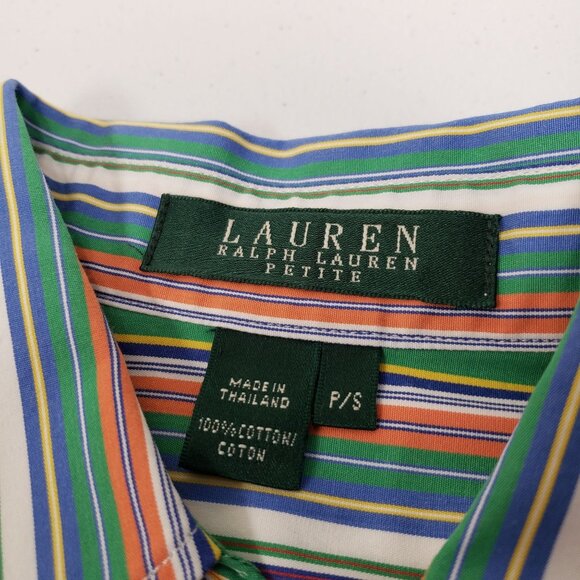 LAUREN
RALPH LAUREN
PETITE
MADE IN
THAILAND
100% COTTON/
COTON
P/S